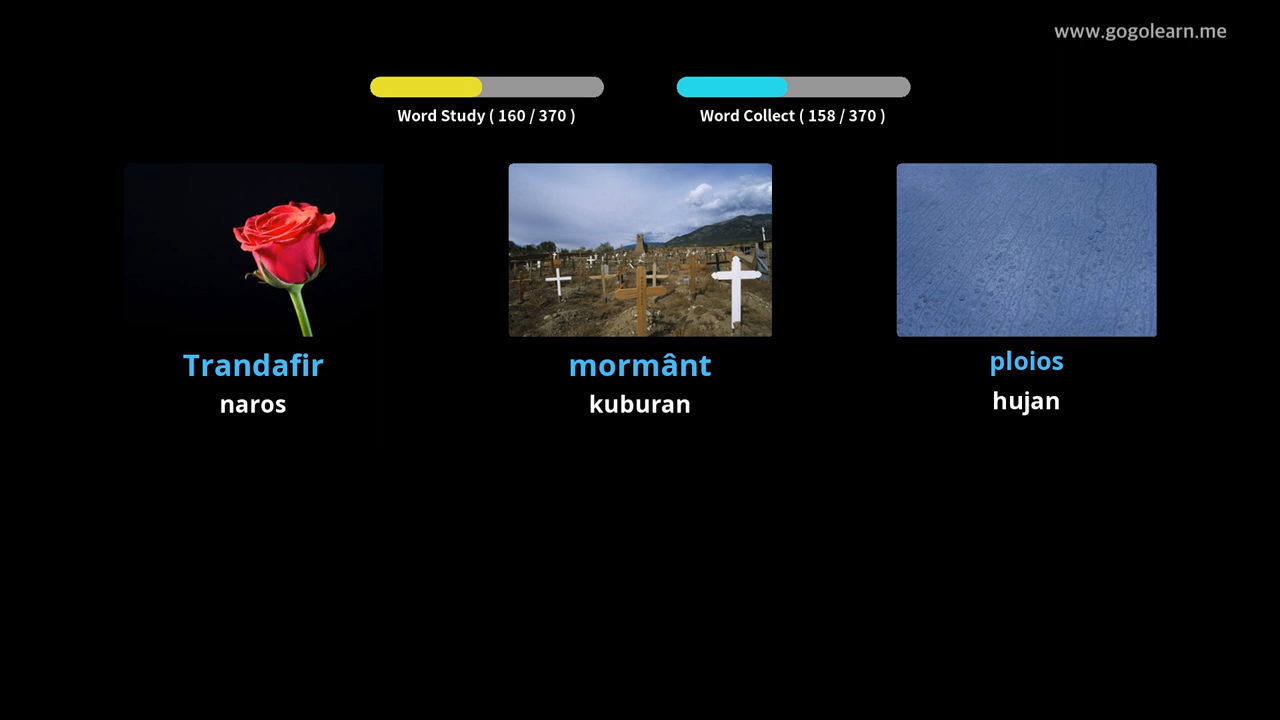 www.gogolearn.me
Word Study ( 160 / 370 )
Word Collect ( 158 / 370 )
Trandafir
naros
mormânt
kuburan
ploios
hujan